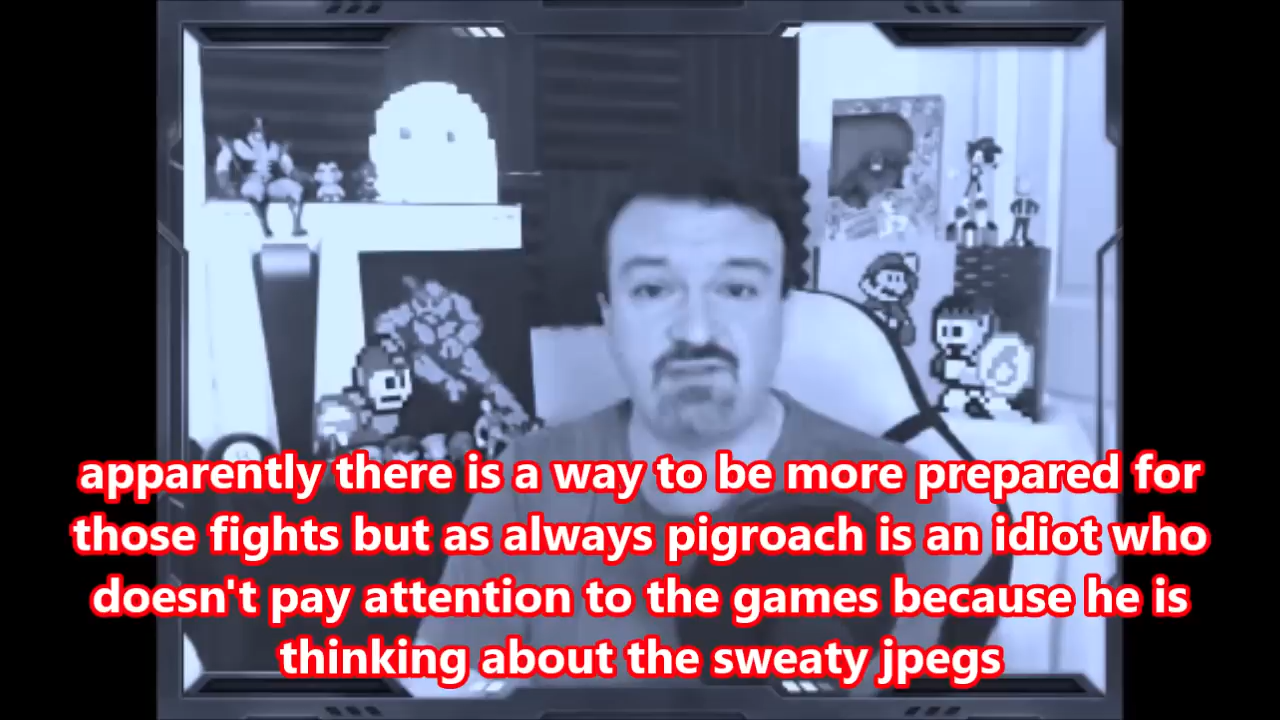 apparently there is a way to be more prepared for
those fights but as always pigroach is an idiot who
doesn't pay attention to the games because he is
thinking about the sweaty jpegs